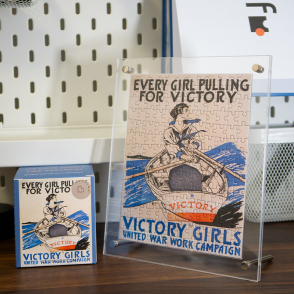 EVERY GIRL PULLING
FOR VICTORY
VICTORY
VICTORY GIRLS
UNITED WAR WORK CAMPAIGN
EVERY GIRL PULLING
FOR VICTO
VICTORY
VICTORY GIRLS
UNITED WAR WORK CAMPAIGN